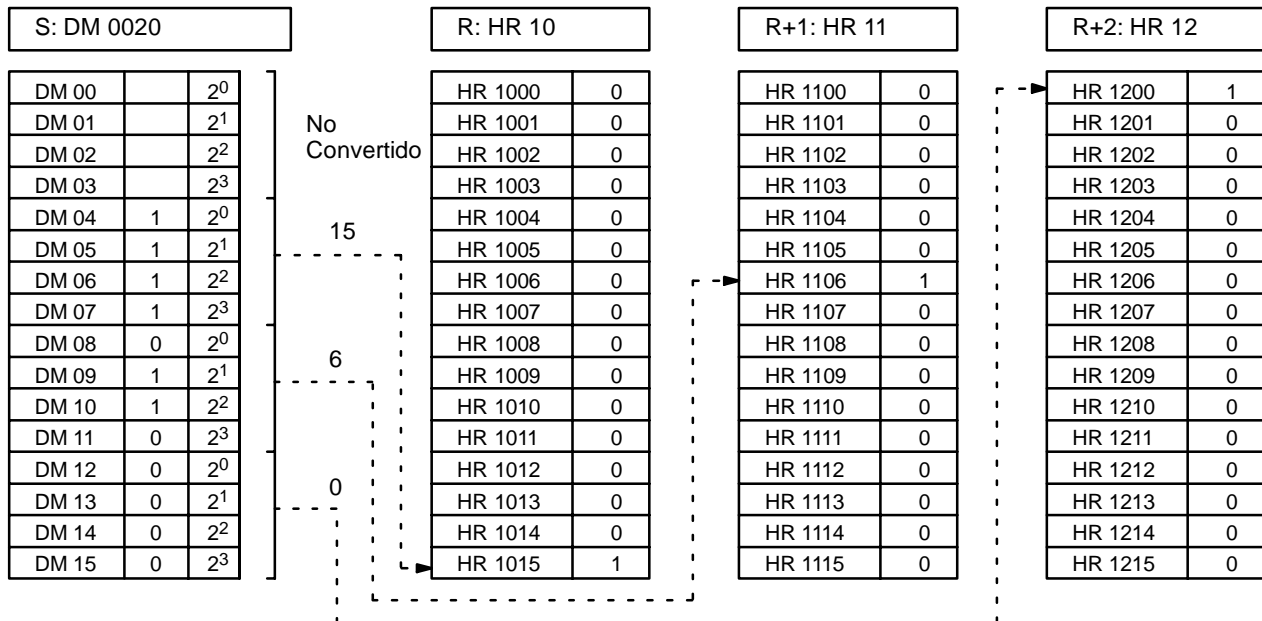 S: DM 0020 R: HR 10 R+1: HR 11 R+2: HR 12
DM 00 2⁰ HR 1000 0 HR 1100 0 HR 1200 1
DM 01 2¹ No HR 1001 0 HR 1101 0 HR 1201 0
DM 02 2² Convertido HR 1002 0 HR 1102 0 HR 1202 0
DM 03 2³ HR 1003 0 HR 1103 0 HR 1203 0
DM 04 1 2⁰ 15 HR 1004 0 HR 1104 0 HR 1204 0
DM 05 1 2¹ HR 1005 0 HR 1105 0 HR 1205 0
DM 06 1 2² HR 1006 0 HR 1106 1 HR 1206 0
DM 07 1 2³ HR 1007 0 HR 1107 0 HR 1207 0
DM 08 0 2⁰ 6 HR 1008 0 HR 1108 0 HR 1208 0
DM 09 1 2¹ HR 1009 0 HR 1109 0 HR 1209 0
DM 10 1 2² HR 1010 0 HR 1110 0 HR 1210 0
DM 11 0 2³ HR 1011 0 HR 1111 0 HR 1211 0
DM 12 0 2⁰ 0 HR 1012 0 HR 1112 0 HR 1212 0
DM 13 0 2¹ HR 1013 0 HR 1113 0 HR 1213 0
DM 14 0 2² HR 1014 0 HR 1114 0 HR 1214 0
DM 15 0 2³ HR 1015 1 HR 1115 0 HR 1215 0